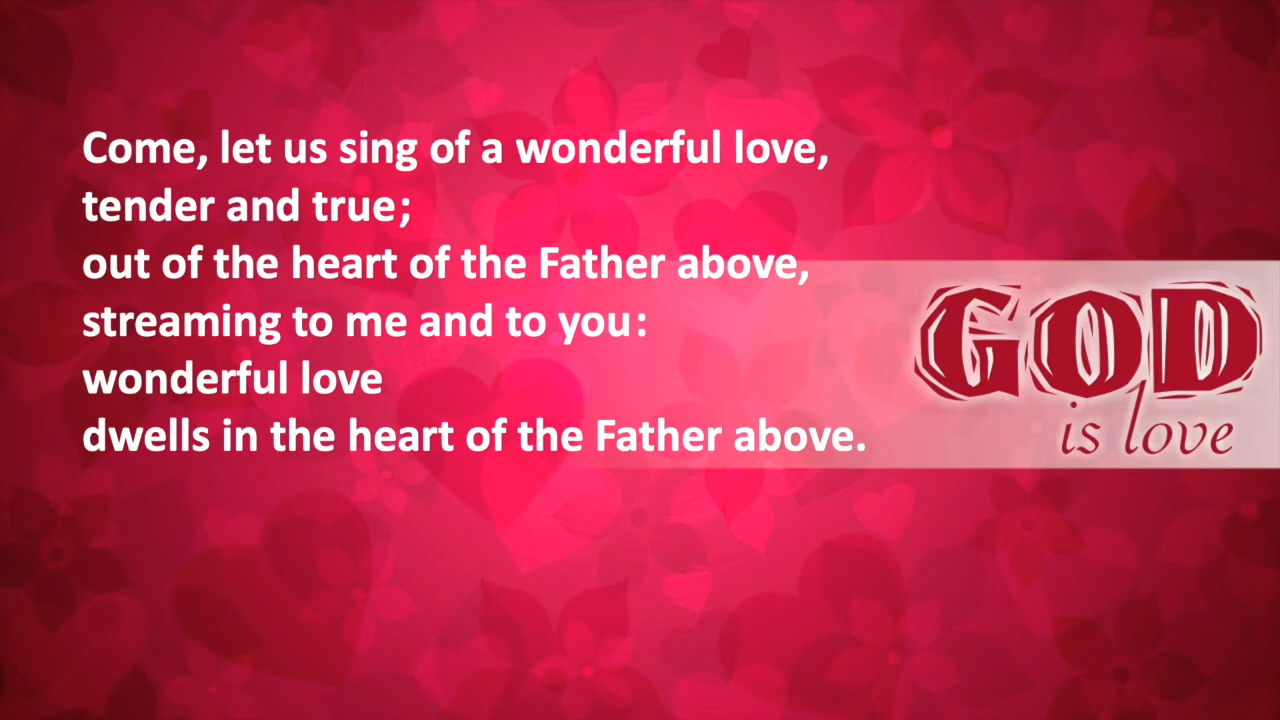 Come, let us sing of a wonderful love,
tender and true;
out of the heart of the Father above,
streaming to me and to you:
wonderful love
dwells in the heart of the Father above.
GOD
is love